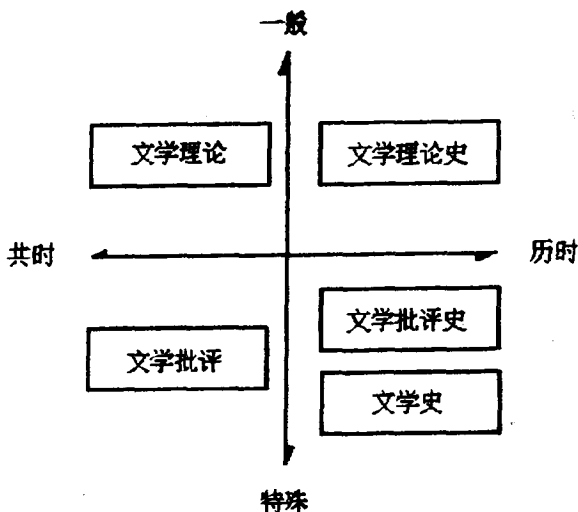 一般
文学理论
文学理论史
共时
历时
文学批评史
文学批评
文学史
特殊